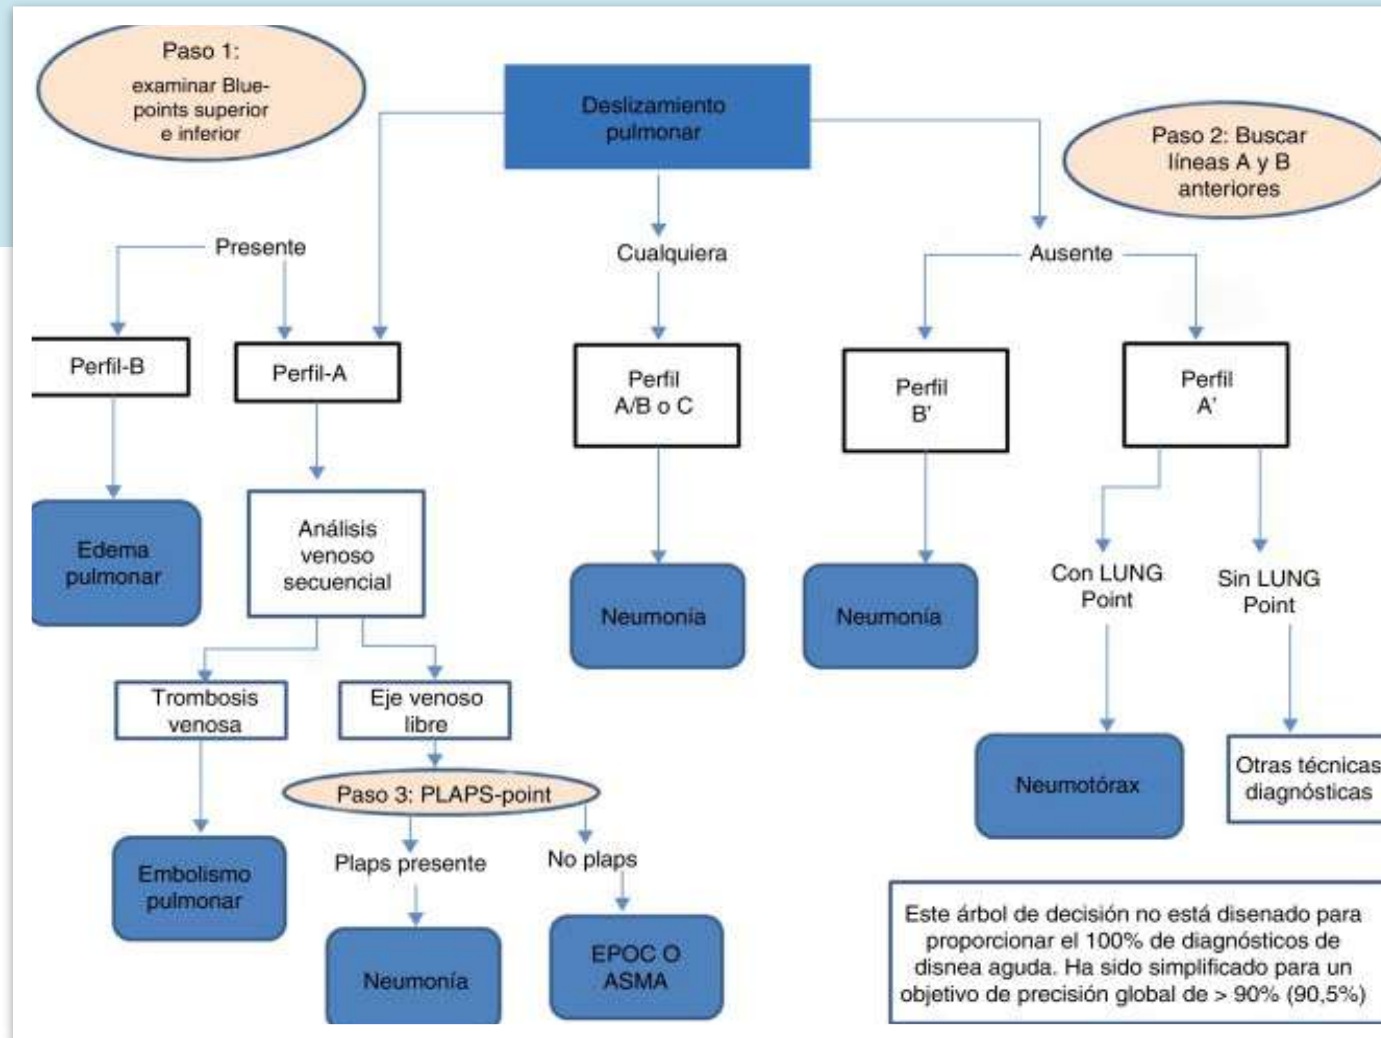 Paso 1:
examinar Blue-
points superior
e inferior
Deslizamiento
pulmonar
Paso 2: Buscar
líneas A y B
anteriores
Presente
Cualquiera
Ausente
Perfil-B
Perfil-A
Perfil
A/B o C
Perfil
B'
Perfil
A'
Edema
pulmonar
Análisis
venoso
secuencial
Neumonía
Neumonía
Con LUNG
Point
Sin LUNG
Point
Trombosis
venosa
Eje venoso
libre
Paso 3: PLAPS-point
Neumotórax
Otras técnicas
diagnósticas
Embolismo
pulmonar
Plaps presente
No plaps
Neumonía
EPOC O
ASMA
Este árbol de decisión no está disenado para
proporcionar el 100% de diagnósticos de
disnea aguda. Ha sido simplificado para un
objetivo de precisión global de > 90% (90,5%)